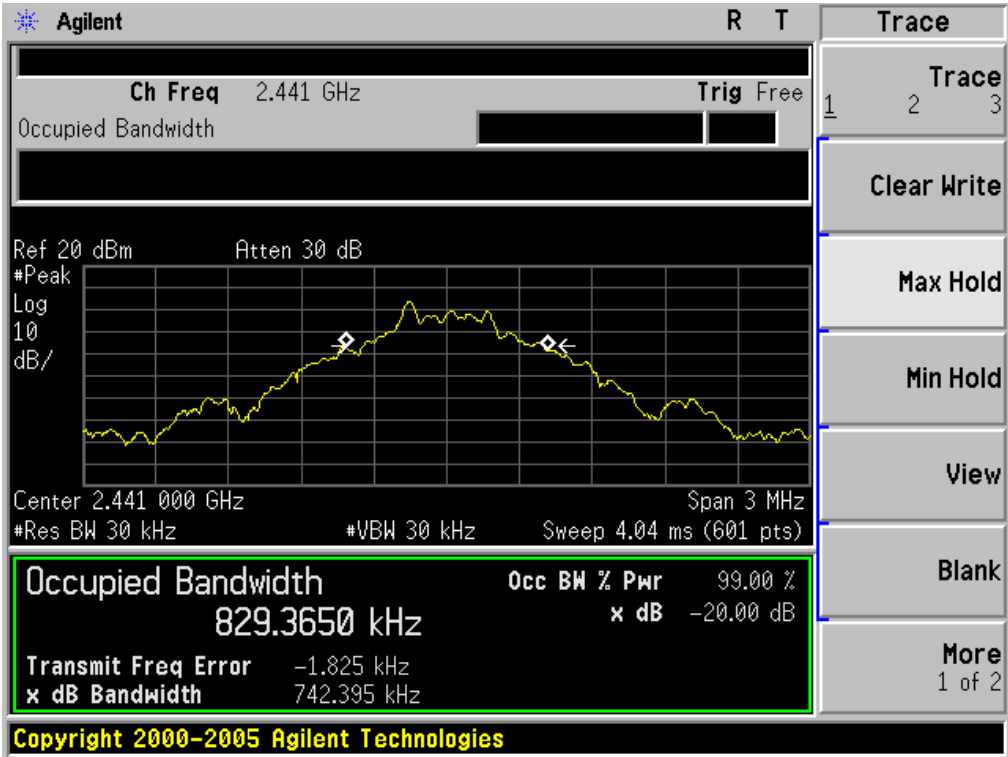 Agilent R T Trace
Ch Freq 2.441 GHz Trig Free
Occupied Bandwidth
Trace
1 2 3
Clear Write
Max Hold
Min Hold
View
Blank
More
1 of 2
Ref 20 dBm Atten 30 dB
#Peak
Log
10
dB/
Center 2.441 000 GHz Span 3 MHz
#Res BW 30 kHz #VBW 30 kHz Sweep 4.04 ms (601 pts)
Occupied Bandwidth Occ BW % Pwr 99.00 %
829.3650 kHz x dB -20.00 dB
Transmit Freq Error -1.825 kHz
x dB Bandwidth 742.395 kHz
Copyright 2000-2005 Agilent Technologies